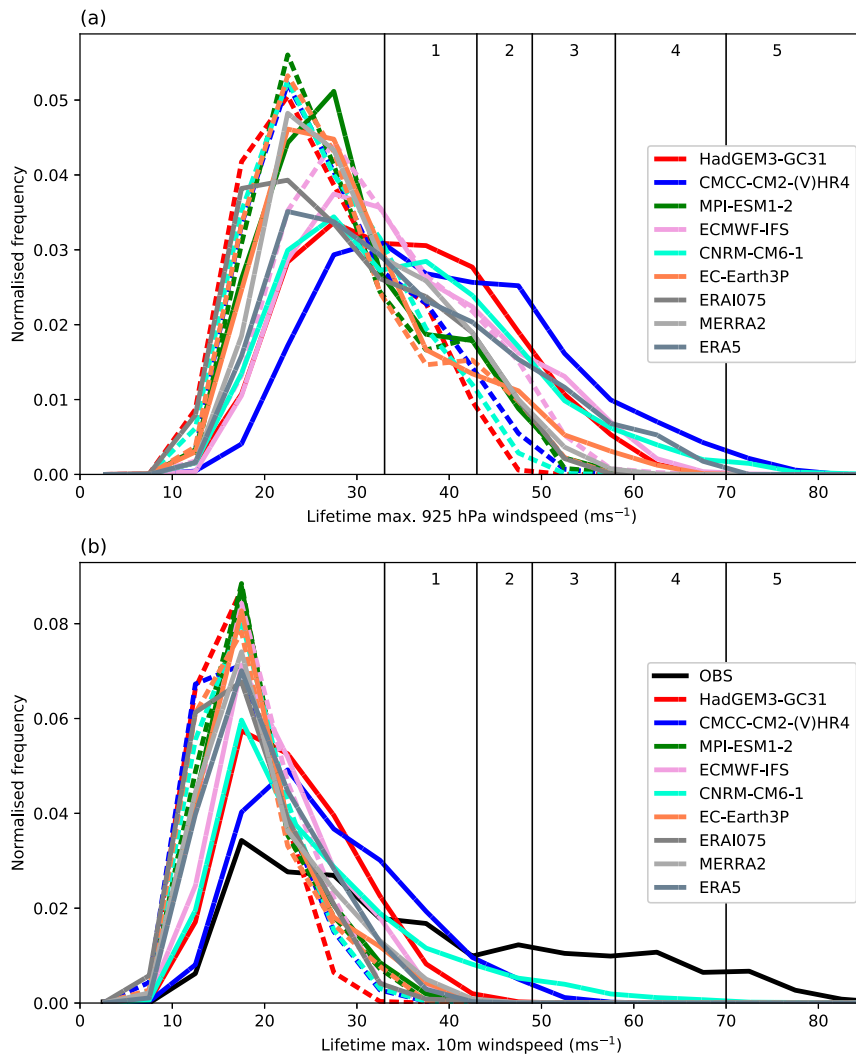 (a)
1 2 3 4 5
Normalised frequency
0.05
0.04
0.03
0.02
0.01
0.00
HadGEM3-GC31
CMCC-CM2-(V)HR4
MPI-ESM1-2
ECMWF-IFS
CNRM-CM6-1
EC-Earth3P
ERAI075
MERRA2
ERA5
0 10 20 30 40 50 60 70 80
Lifetime max. 925 hPa windspeed (ms⁻¹)
(b)
1 2 3 4 5
Normalised frequency
0.08
0.06
0.04
0.02
0.00
OBS
HadGEM3-GC31
CMCC-CM2-(V)HR4
MPI-ESM1-2
ECMWF-IFS
CNRM-CM6-1
EC-Earth3P
ERAI075
MERRA2
ERA5
0 10 20 30 40 50 60 70 80
Lifetime max. 10m windspeed (ms⁻¹)